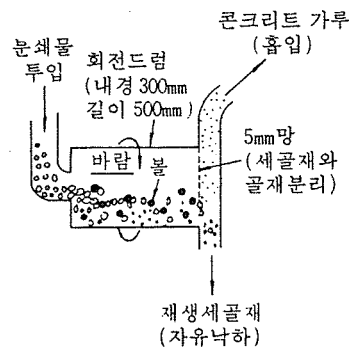 분쇄물
투입
회전드럼
(내경 300mm
길이 500mm)
콘크리트 가루
(흡입)
바람
볼
5mm망
(세골재와
골재분리)
재생세골재
(자유낙하)